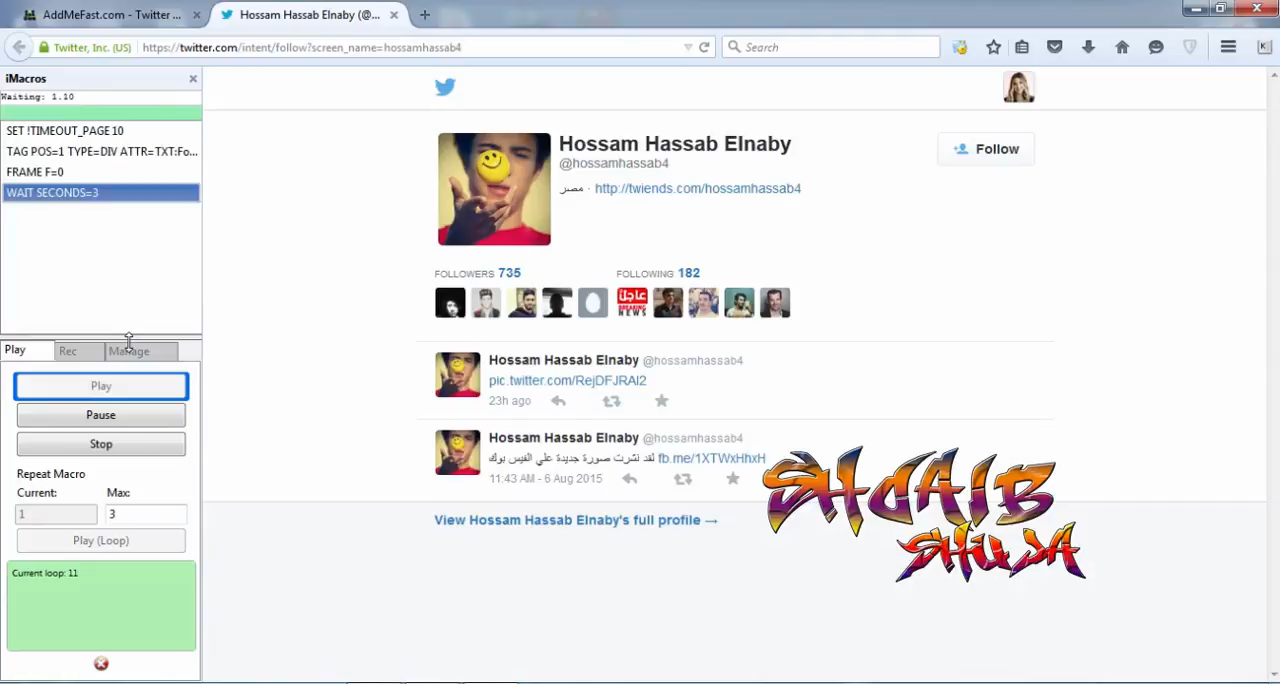 AddMeFast.com - Twitter ...
Hossam Hassab Elnaby (@...
Twitter, Inc. (US)
https://twitter.com/intent/follow?screen_name=hossamhassab4
Search
iMacros
Waiting: 1.10
SET !TIMEOUT_PAGE 10
TAG POS=1 TYPE=DIV ATTR=TXT:Fo...
FRAME F=0
WAIT SECONDS=3
Play
Rec
Manage
Play
Pause
Stop
Repeat Macro
Current:
Max:
1
3
Play (Loop)
Current loop: 11
Hossam Hassab Elnaby
@hossamhassab4
مصر · http://twiends.com/hossamhassab4
Follow
FOLLOWERS 735
FOLLOWING 182
عاجل
BREAKING
NEWS
Hossam Hassab Elnaby @hossamhassab4
pic.twitter.com/RejDFJRAl2
23h ago
Hossam Hassab Elnaby @hossamhassab4
لقد نشرت صورة جديدة علي الفيس بوك fb.me/1XTWxHhxH
11:43 AM - 6 Aug 2015
View Hossam Hassab Elnaby's full profile →
SHOAIB
SHUJA